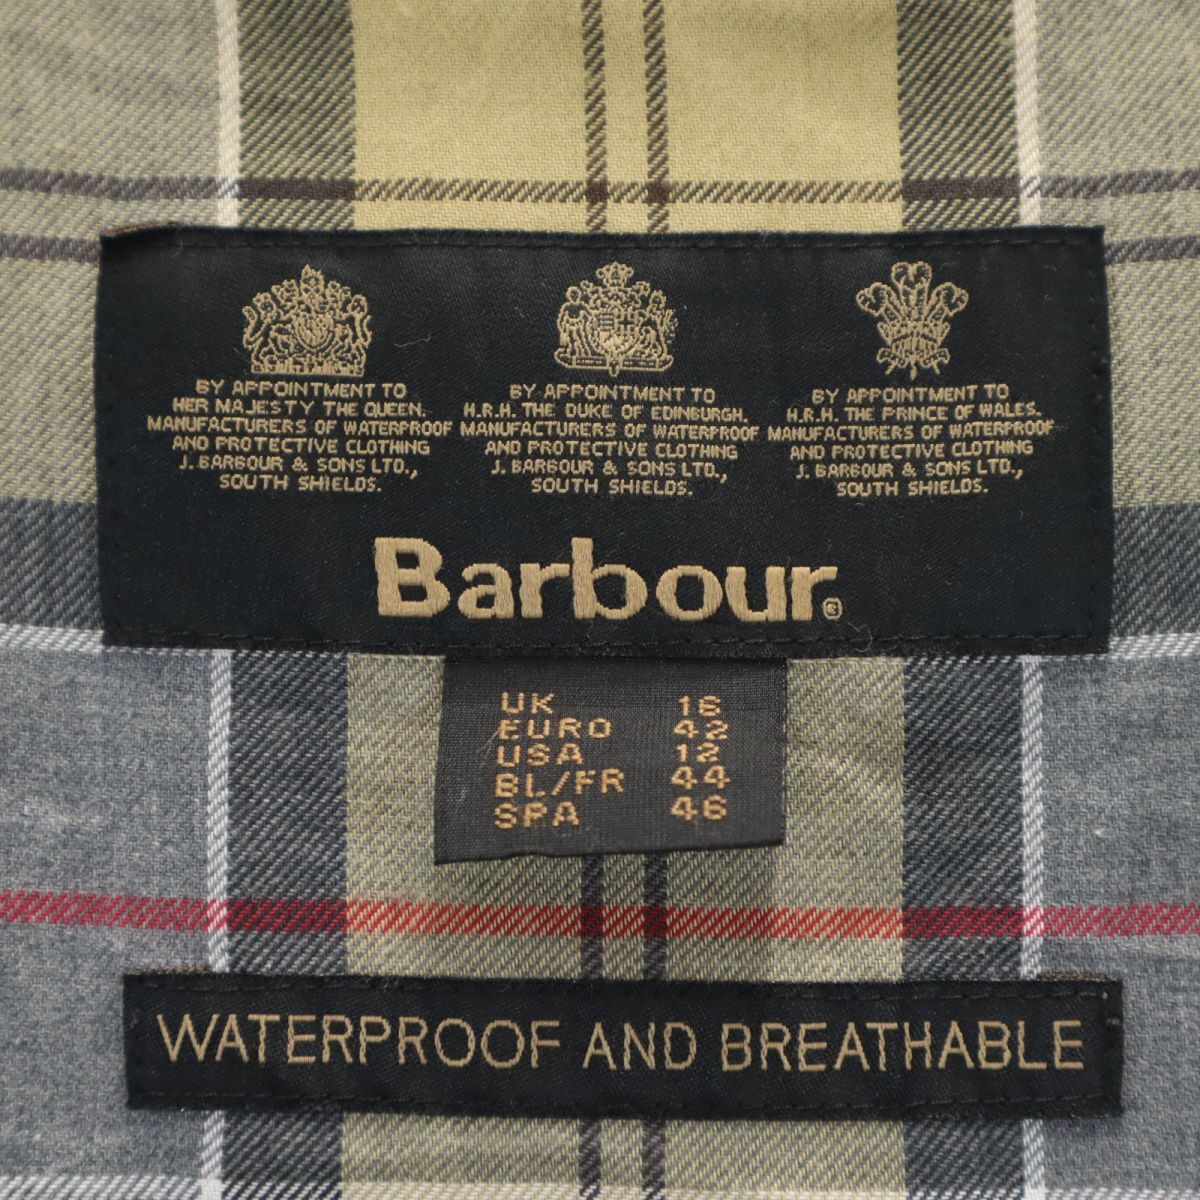 BY APPOINTMENT TO
HER MAJESTY THE QUEEN.
MANUFACTURERS OF WATERPROOF
AND PROTECTIVE CLOTHING
J. BARBOUR & SONS LTD.,
SOUTH SHIELDS.
BY APPOINTMENT TO
H.R.H. THE DUKE OF EDINBURGH.
MANUFACTURERS OF WATERPROOF
AND PROTECTIVE CLOTHING
J. BARBOUR & SONS LTD.,
SOUTH SHIELDS.
BY APPOINTMENT TO
H.R.H. THE PRINCE OF WALES.
MANUFACTURERS OF WATERPROOF
AND PROTECTIVE CLOTHING
J. BARBOUR & SONS LTD.,
SOUTH SHIELDS.
Barbour®
UK 16
EURO 42
USA 12
BL/FR 44
SPA 46
WATERPROOF AND BREATHABLE